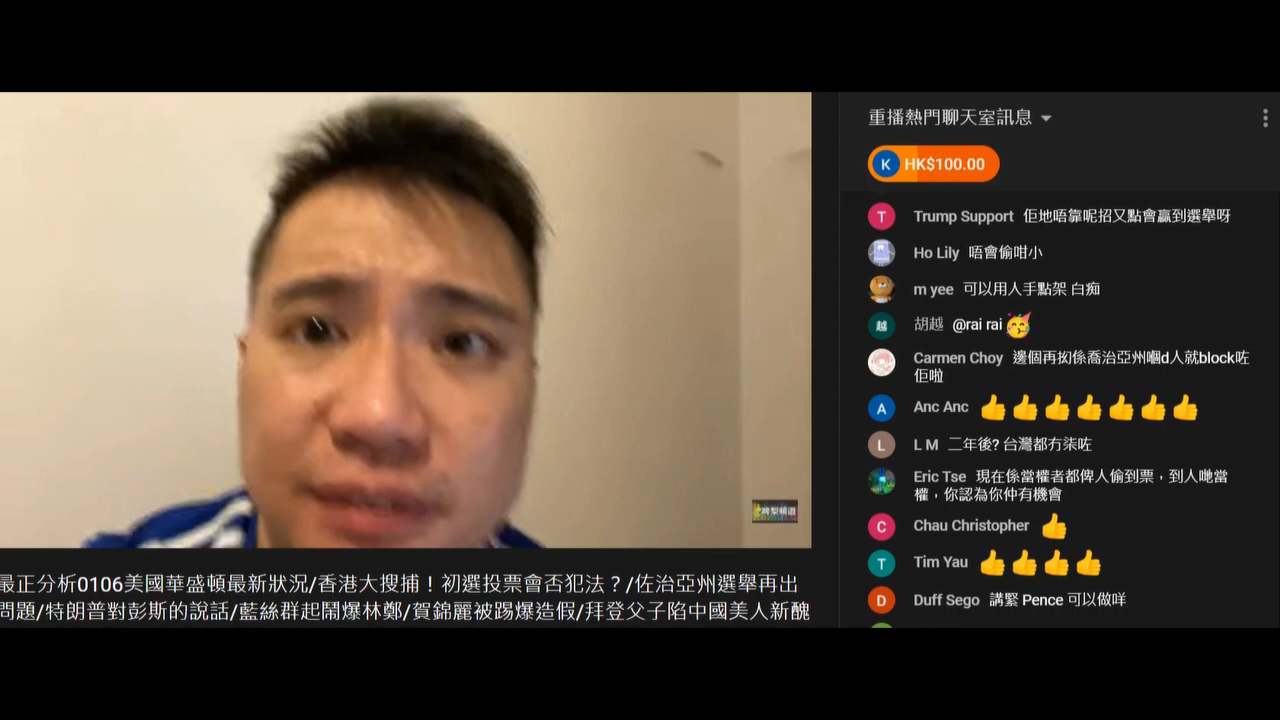 重播熱門聊天室訊息
K HK$100.00
T Trump Support 佢地唔靠呢招又點會贏到選舉呀
Ho Lily 唔會偷咁小
m yee 可以用人手點架 白痴
越 胡越 @rai rai
Carmen Choy 邊個再抝係喬治亞州嗰d人就block咗
佢啦
A Anc Anc
L L M 二年後? 台灣都冇柒咗
Eric Tse 現在係當權者都俾人偷到票，到人哋當
權，你認為你仲有機會
C Chau Christopher
T Tim Yau
D Duff Sego 講緊 Pence 可以做咩
啤梨頻道
最正分析0106美國華盛頓最新狀況/香港大搜捕！初選投票會否犯法？/佐治亞州選舉再出
問題/特朗普對彭斯的說話/藍絲群起鬧爆林鄭/賀錦麗被踢爆造假/拜登父子陷中國美人新醜